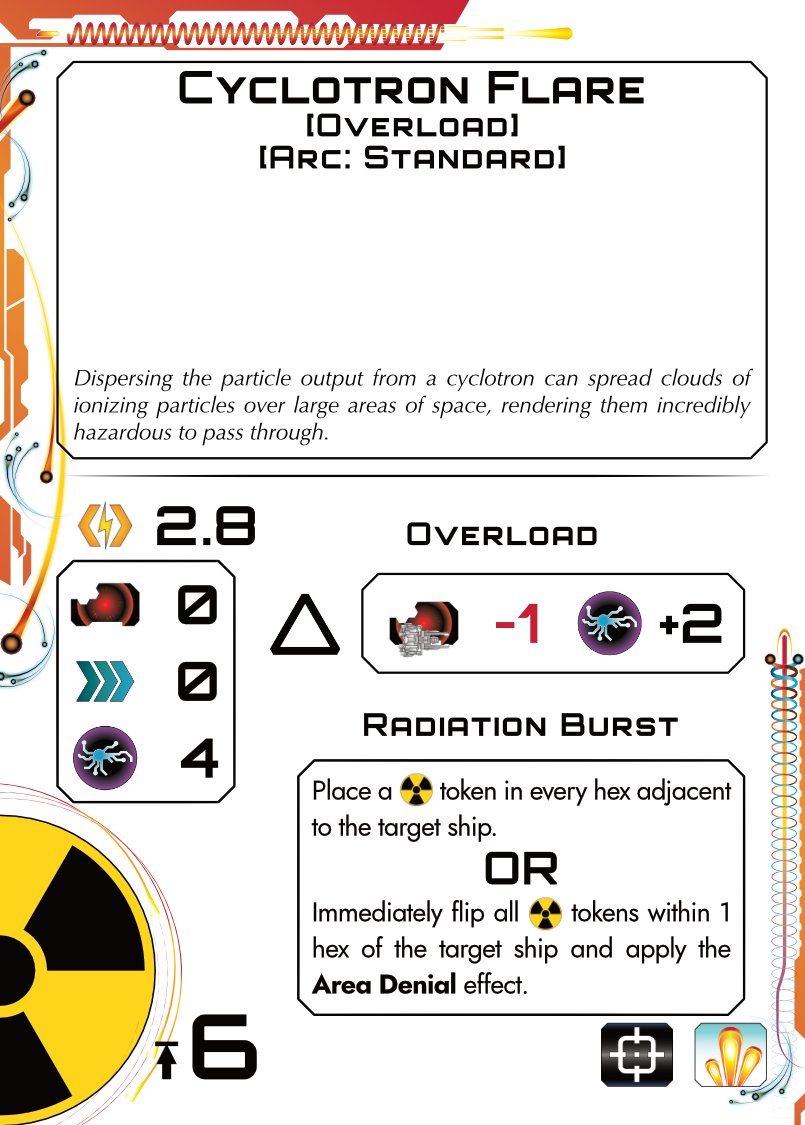 Cyclotron Flare
[Overload]
[Arc: Standard]
Dispersing the particle output from a cyclotron can spread clouds of
ionizing particles over large areas of space, rendering them incredibly
hazardous to pass through.
2.8
Overload
0
-1 +2
0
4
Radiation Burst
Place a token in every hex adjacent
to the target ship.
OR
Immediately flip all tokens within 1
hex of the target ship and apply the
Area Denial effect.
6